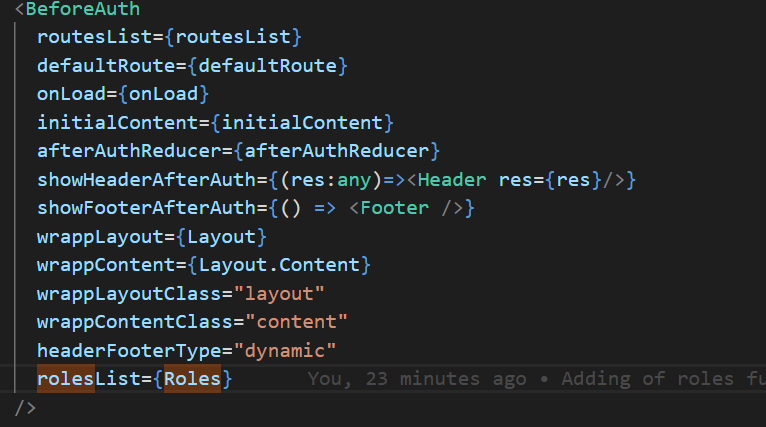 <BeforeAuth
routesList={routesList}
defaultRoute={defaultRoute}
onLoad={onLoad}
initialContent={initialContent}
afterAuthReducer={afterAuthReducer}
showHeaderAfterAuth={(res:any)=><Header res={res}/>}
showFooterAfterAuth={() => <Footer />}
wrappLayout={Layout}
wrappContent={Layout.Content}
wrappLayoutClass="layout"
wrappContentClass="content"
headerFooterType="dynamic"
rolesList={Roles} You, 23 minutes ago • Adding of roles fu
/>